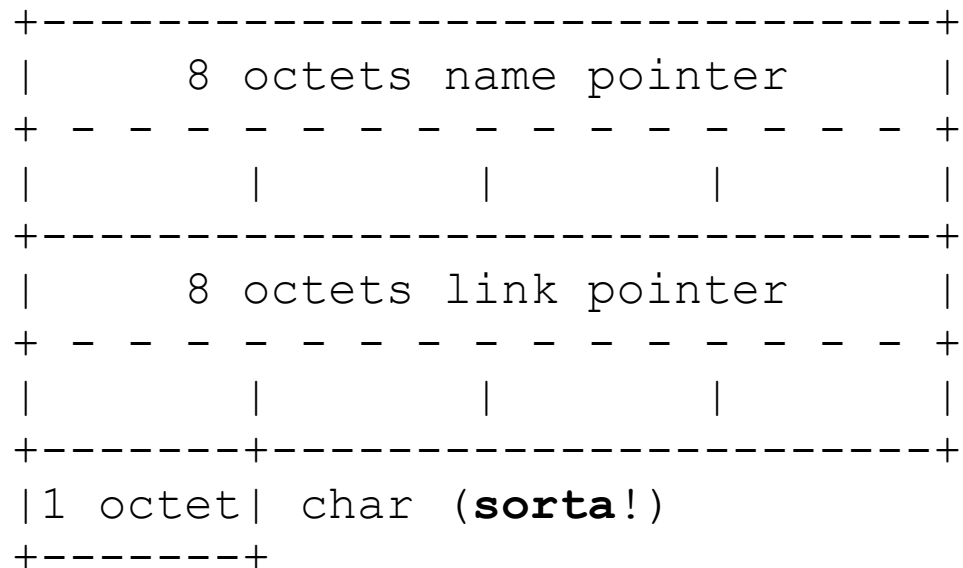 +-------------------------------+
|     8 octets name pointer     |
+ - - - - - - - - - - - - - - - +
|       |       |       |       |
+-------------------------------+
|     8 octets link pointer     |
+ - - - - - - - - - - - - - - - +
|       |       |       |       |
+-------+-----------------------+
|1 octet| char (sorta!)
+-------+